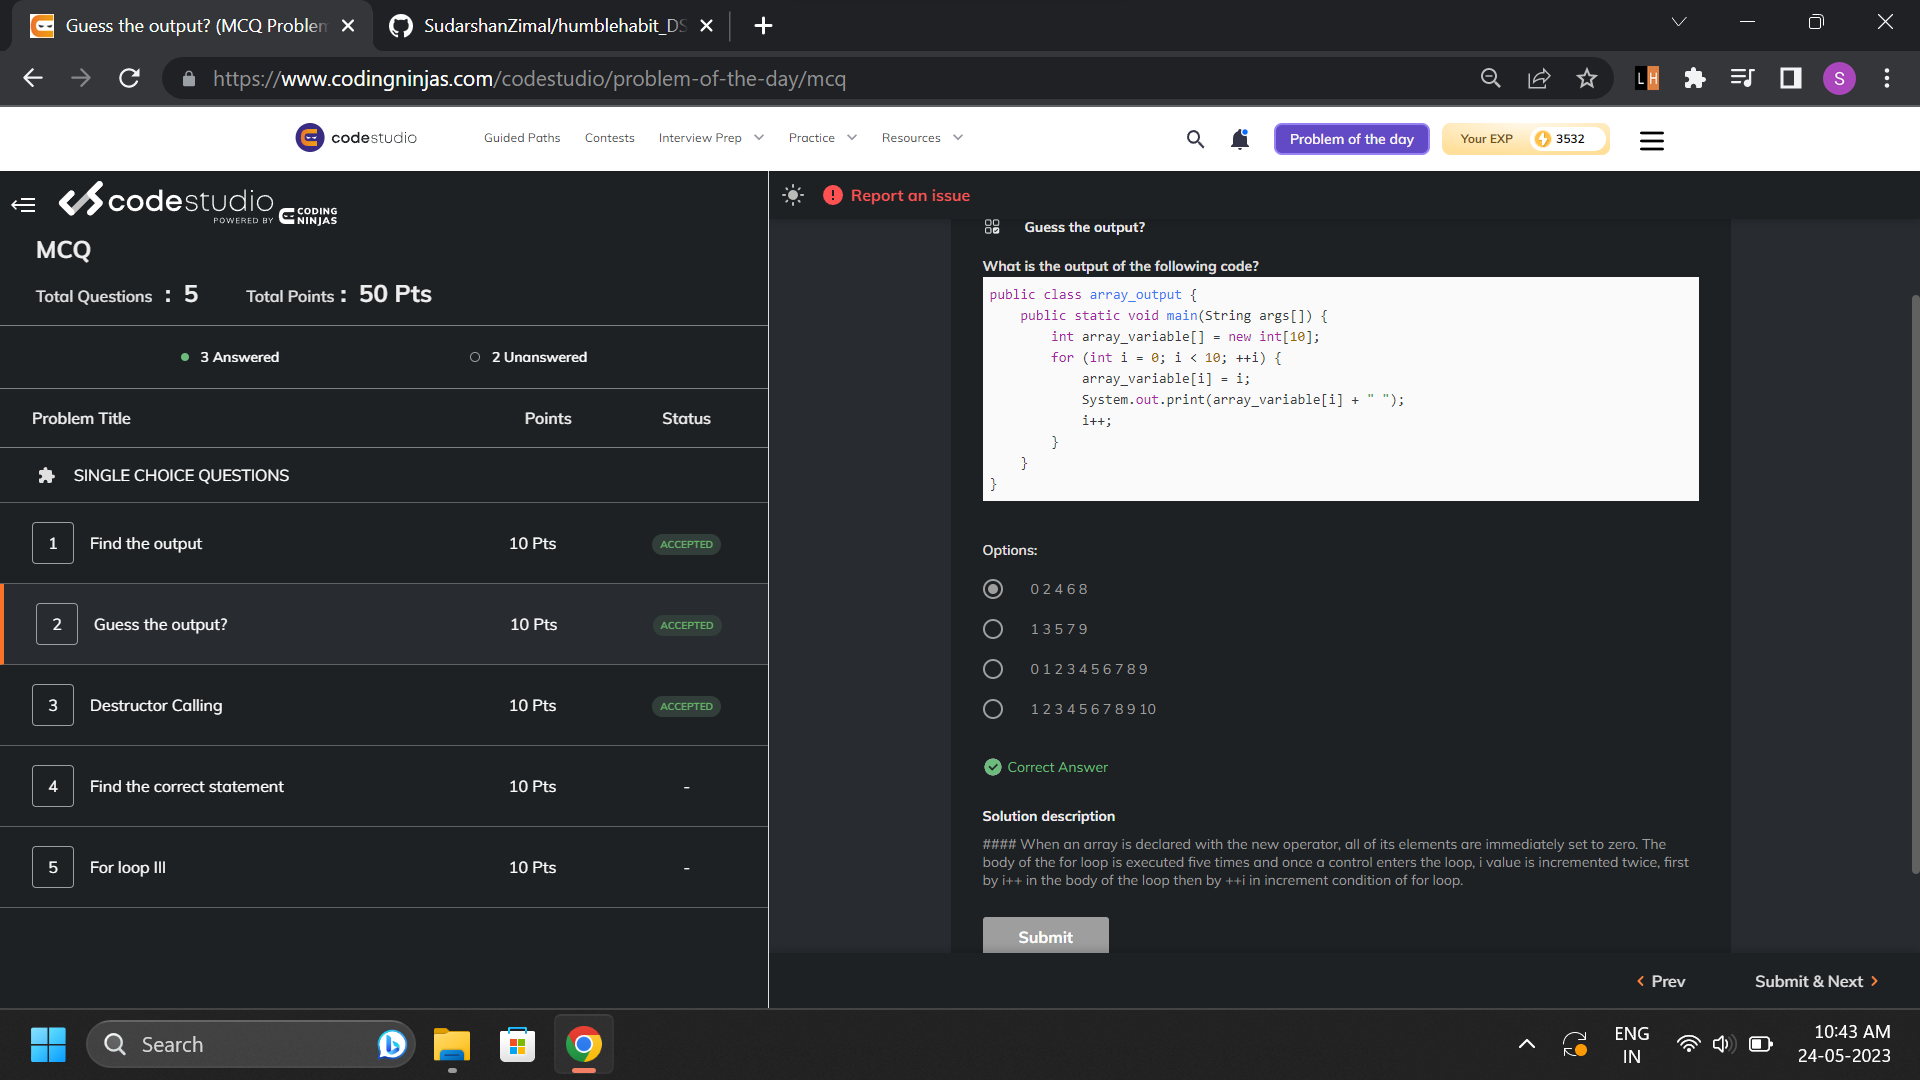 Guess the output? (MCQ Problem
SudarshanZimal/humblehabit_DS
https://www.codingninjas.com/codestudio/problem-of-the-day/mcq
LH
S
codestudio
Guided Paths
Contests
Interview Prep
Practice
Resources
Problem of the day
Your EXP
3532
codestudio
POWERED BY CODING NINJAS
MCQ
Total Questions : 5
Total Points : 50 Pts
3 Answered
2 Unanswered
Problem Title
Points
Status
SINGLE CHOICE QUESTIONS
1 Find the output 10 Pts ACCEPTED
2 Guess the output? 10 Pts ACCEPTED
3 Destructor Calling 10 Pts ACCEPTED
4 Find the correct statement 10 Pts -
5 For loop III 10 Pts -
Report an issue
Guess the output?
What is the output of the following code?
public class array_output {
public static void main(String args[]) {
int array_variable[] = new int[10];
for (int i = 0; i < 10; ++i) {
array_variable[i] = i;
System.out.print(array_variable[i] + " ");
i++;
}
}
}
Options:
0 2 4 6 8
1 3 5 7 9
0 1 2 3 4 5 6 7 8 9
1 2 3 4 5 6 7 8 9 10
Correct Answer
Solution description
#### When an array is declared with the new operator, all of its elements are immediately set to zero. The
body of the for loop is executed five times and once a control enters the loop, i value is incremented twice, first
by i++ in the body of the loop then by ++i in increment condition of for loop.
Submit
Prev
Submit & Next
Search
ENG
IN
10:43 AM
24-05-2023